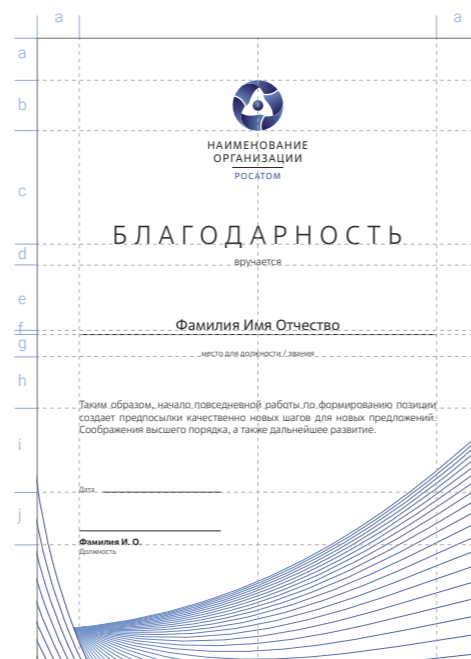 a
a
a
b
НАИМЕНОВАНИЕ
ОРГАНИЗАЦИИ
РОСАТОМ
c
БЛАГОДАРНОСТЬ
d
вручается
e
Фамилия Имя Отчество
f
g
место для должности / звания
h
Таким образом, начало повседневной работы по формированию позиции
создает предпосылки качественно новых шагов для новых предложений.
Соображения высшего порядка, а также дальнейшее развитие.
i
Дата
j
Фамилия И. О.
Должность